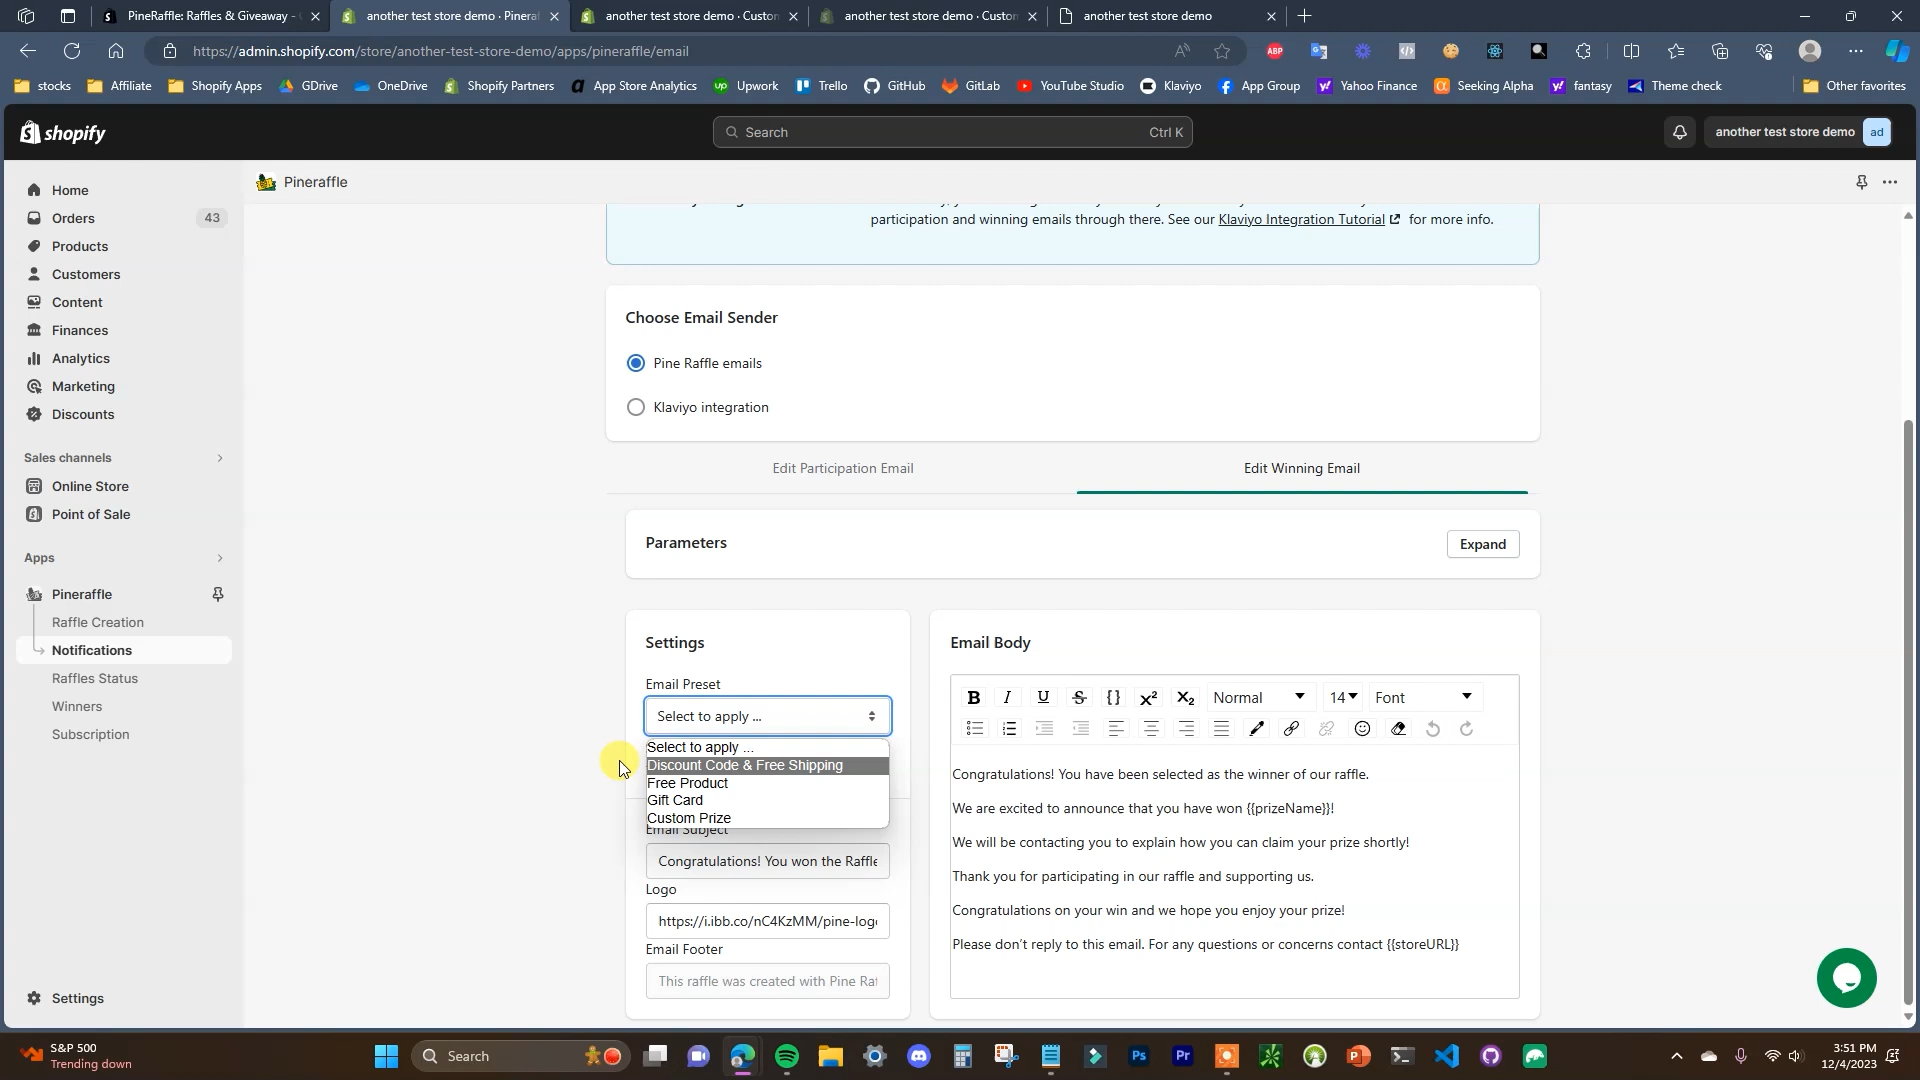 PineRaffle: Raffles & Giveaway -
another test store demo · Pineraf
another test store demo · Custom
another test store demo · Custom
another test store demo
https://admin.shopify.com/store/another-test-store-demo/apps/pineraffle/email
stocks
Affiliate
Shopify Apps
GDrive
OneDrive
Shopify Partners
App Store Analytics
Upwork
Trello
GitHub
GitLab
YouTube Studio
Klaviyo
App Group
Yahoo Finance
Seeking Alpha
fantasy
Theme check
Other favorites
shopify
Search
Ctrl K
another test store demo
ad
Home
Orders
43
Products
Customers
Content
Finances
Analytics
Marketing
Discounts
Sales channels
Online Store
Point of Sale
Apps
Pineraffle
Raffle Creation
Notifications
Raffles Status
Winners
Subscription
Settings
Pineraffle
participation and winning emails through there. See our Klaviyo Integration Tutorial for more info.
Choose Email Sender
Pine Raffle emails
Klaviyo integration
Edit Participation Email
Edit Winning Email
Parameters
Expand
Settings
Email Preset
Select to apply ...
Select to apply ...
Discount Code & Free Shipping
Free Product
Gift Card
Custom Prize
Email Subject
Congratulations! You won the Raffle
Logo
https://i.ibb.co/nC4KzMM/pine-logo
Email Footer
This raffle was created with Pine Raf
Email Body
Normal
14
Font
Congratulations! You have been selected as the winner of our raffle.
We are excited to announce that you have won {{prizeName}}!
We will be contacting you to explain how you can claim your prize shortly!
Thank you for participating in our raffle and supporting us.
Congratulations on your win and we hope you enjoy your prize!
Please don't reply to this email. For any questions or concerns contact {{storeURL}}
S&P 500
Trending down
Search
3:51 PM
12/4/2023